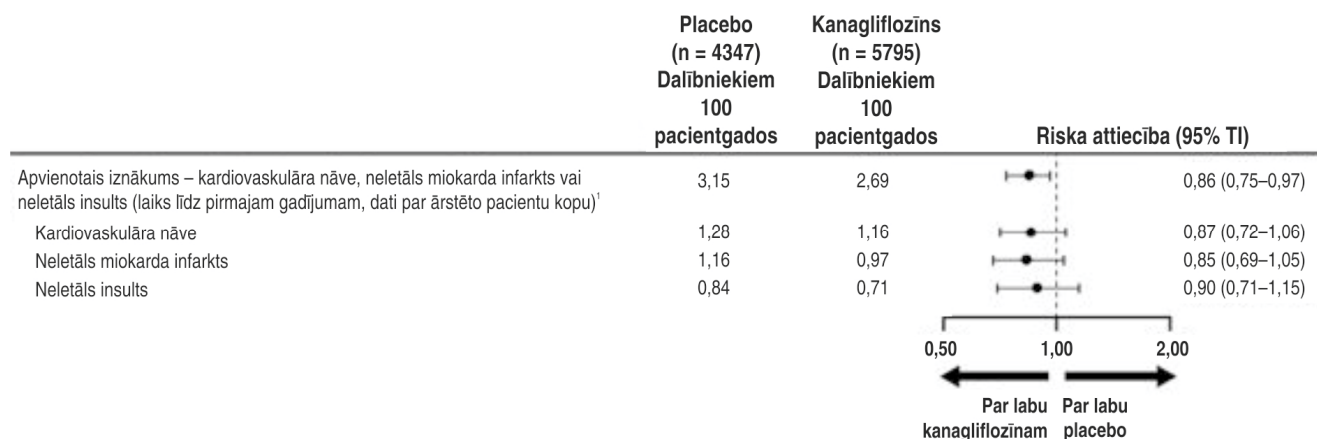 Placebo
(n = 4347)
Dalībniekiem
100
pacientgados
Kanagliflozīns
(n = 5795)
Dalībniekiem
100
pacientgados
Riska attiecība (95% TI)
Apvienotais iznākums – kardiovaskulāra nāve, neletāls miokarda infarkts vai
neletāls insults (laiks līdz pirmajam gadījumam, dati par ārstēto pacientu kopu)¹
3,15
2,69
0,86 (0,75–0,97)
Kardiovaskulāra nāve
1,28
1,16
0,87 (0,72–1,06)
Neletāls miokarda infarkts
1,16
0,97
0,85 (0,69–1,05)
Neletāls insults
0,84
0,71
0,90 (0,71–1,15)
0,50
1,00
2,00
Par labu
kanagliflozīnam
Par labu
placebo